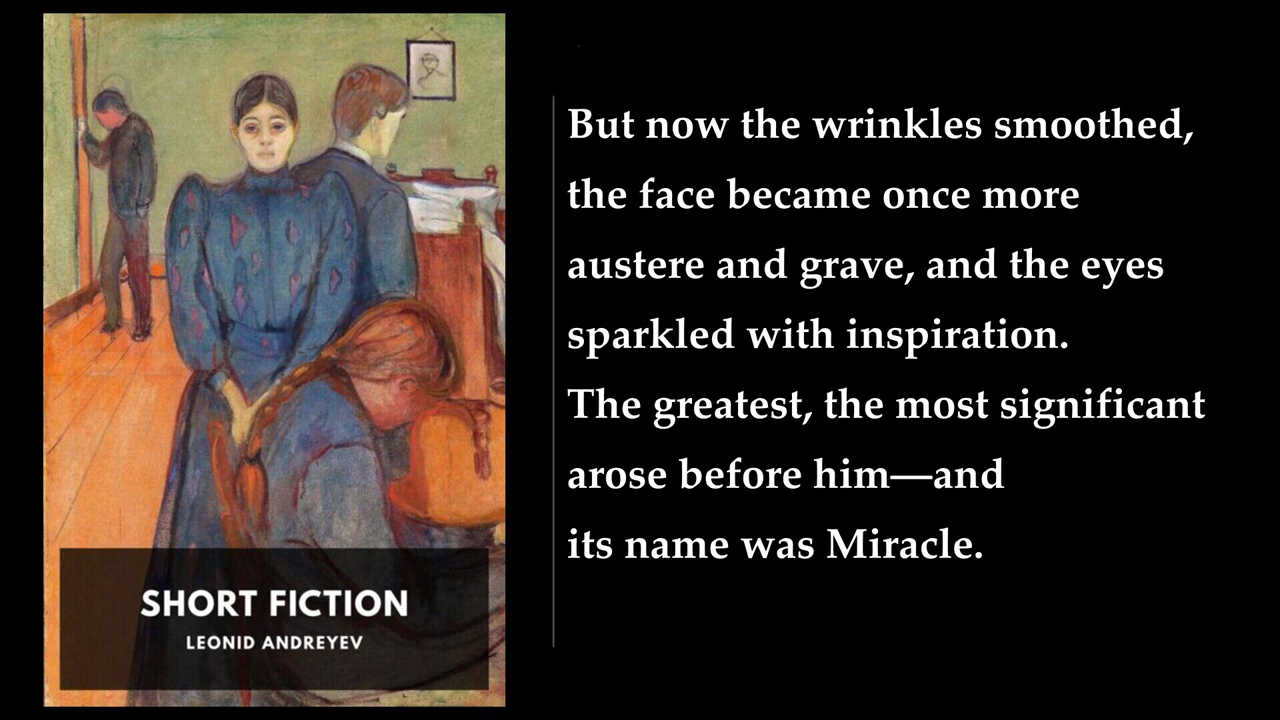 SHORT FICTION
LEONID ANDREYEV
But now the wrinkles smoothed,
the face became once more
austere and grave, and the eyes
sparkled with inspiration.
The greatest, the most significant
arose before him—and
its name was Miracle.